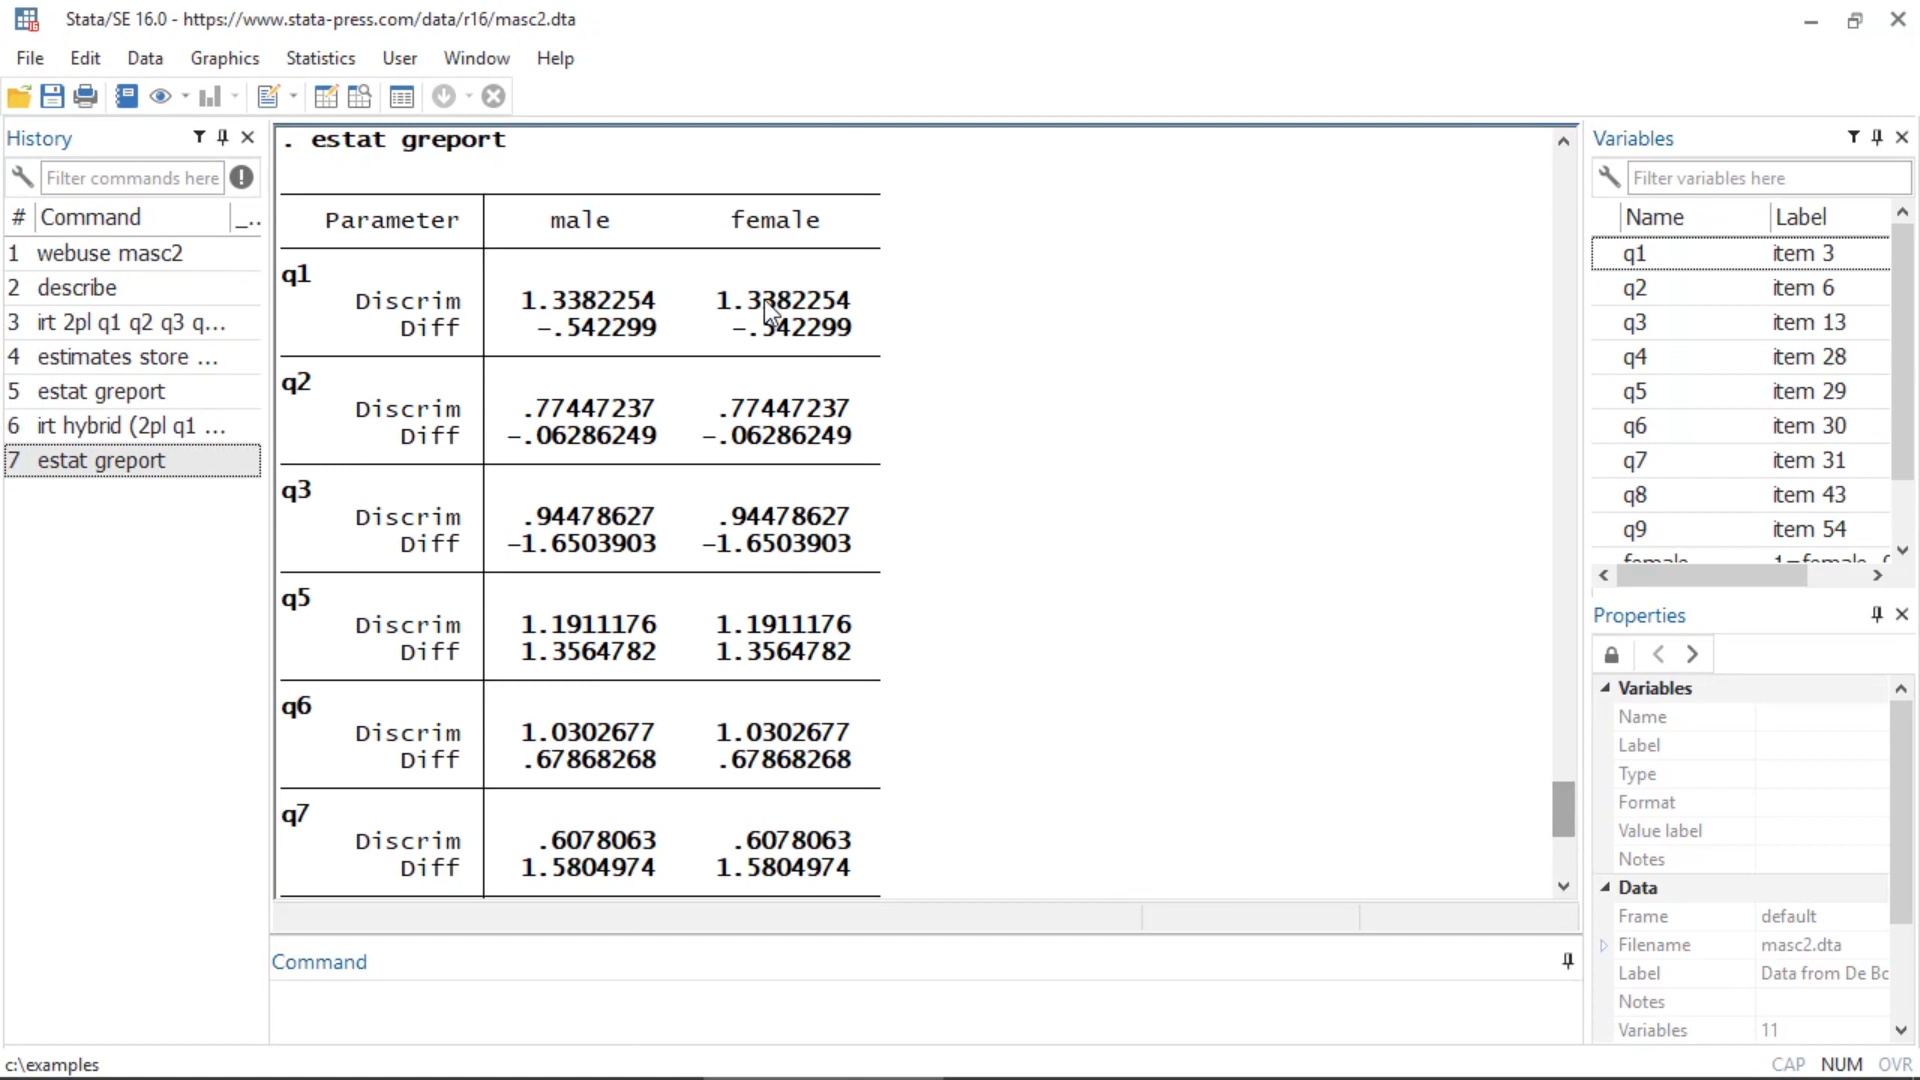 Stata/SE 16.0 - https://www.stata-press.com/data/r16/masc2.dta
File Edit Data Graphics Statistics User Window Help
History
Filter commands here
# Command _..
1 webuse masc2
2 describe
3 irt 2pl q1 q2 q3 q...
4 estimates store ...
5 estat greport
6 irt hybrid (2pl q1 ...
7 estat greport
. estat greport
Parameter male female
q1
Discrim 1.3382254 1.3382254
Diff -.542299 -.542299
q2
Discrim .77447237 .77447237
Diff -.06286249 -.06286249
q3
Discrim .94478627 .94478627
Diff -1.6503903 -1.6503903
q5
Discrim 1.1911176 1.1911176
Diff 1.3564782 1.3564782
q6
Discrim 1.0302677 1.0302677
Diff .67868268 .67868268
q7
Discrim .6078063 .6078063
Diff 1.5804974 1.5804974
Command
Variables
Filter variables here
Name Label
q1 item 3
q2 item 6
q3 item 13
q4 item 28
q5 item 29
q6 item 30
q7 item 31
q8 item 43
q9 item 54
female 1=female,
Properties
Variables
Name
Label
Type
Format
Value label
Notes
Data
Frame default
Filename masc2.dta
Label Data from De Bc
Notes
Variables 11
c:\examples
CAP NUM OVR